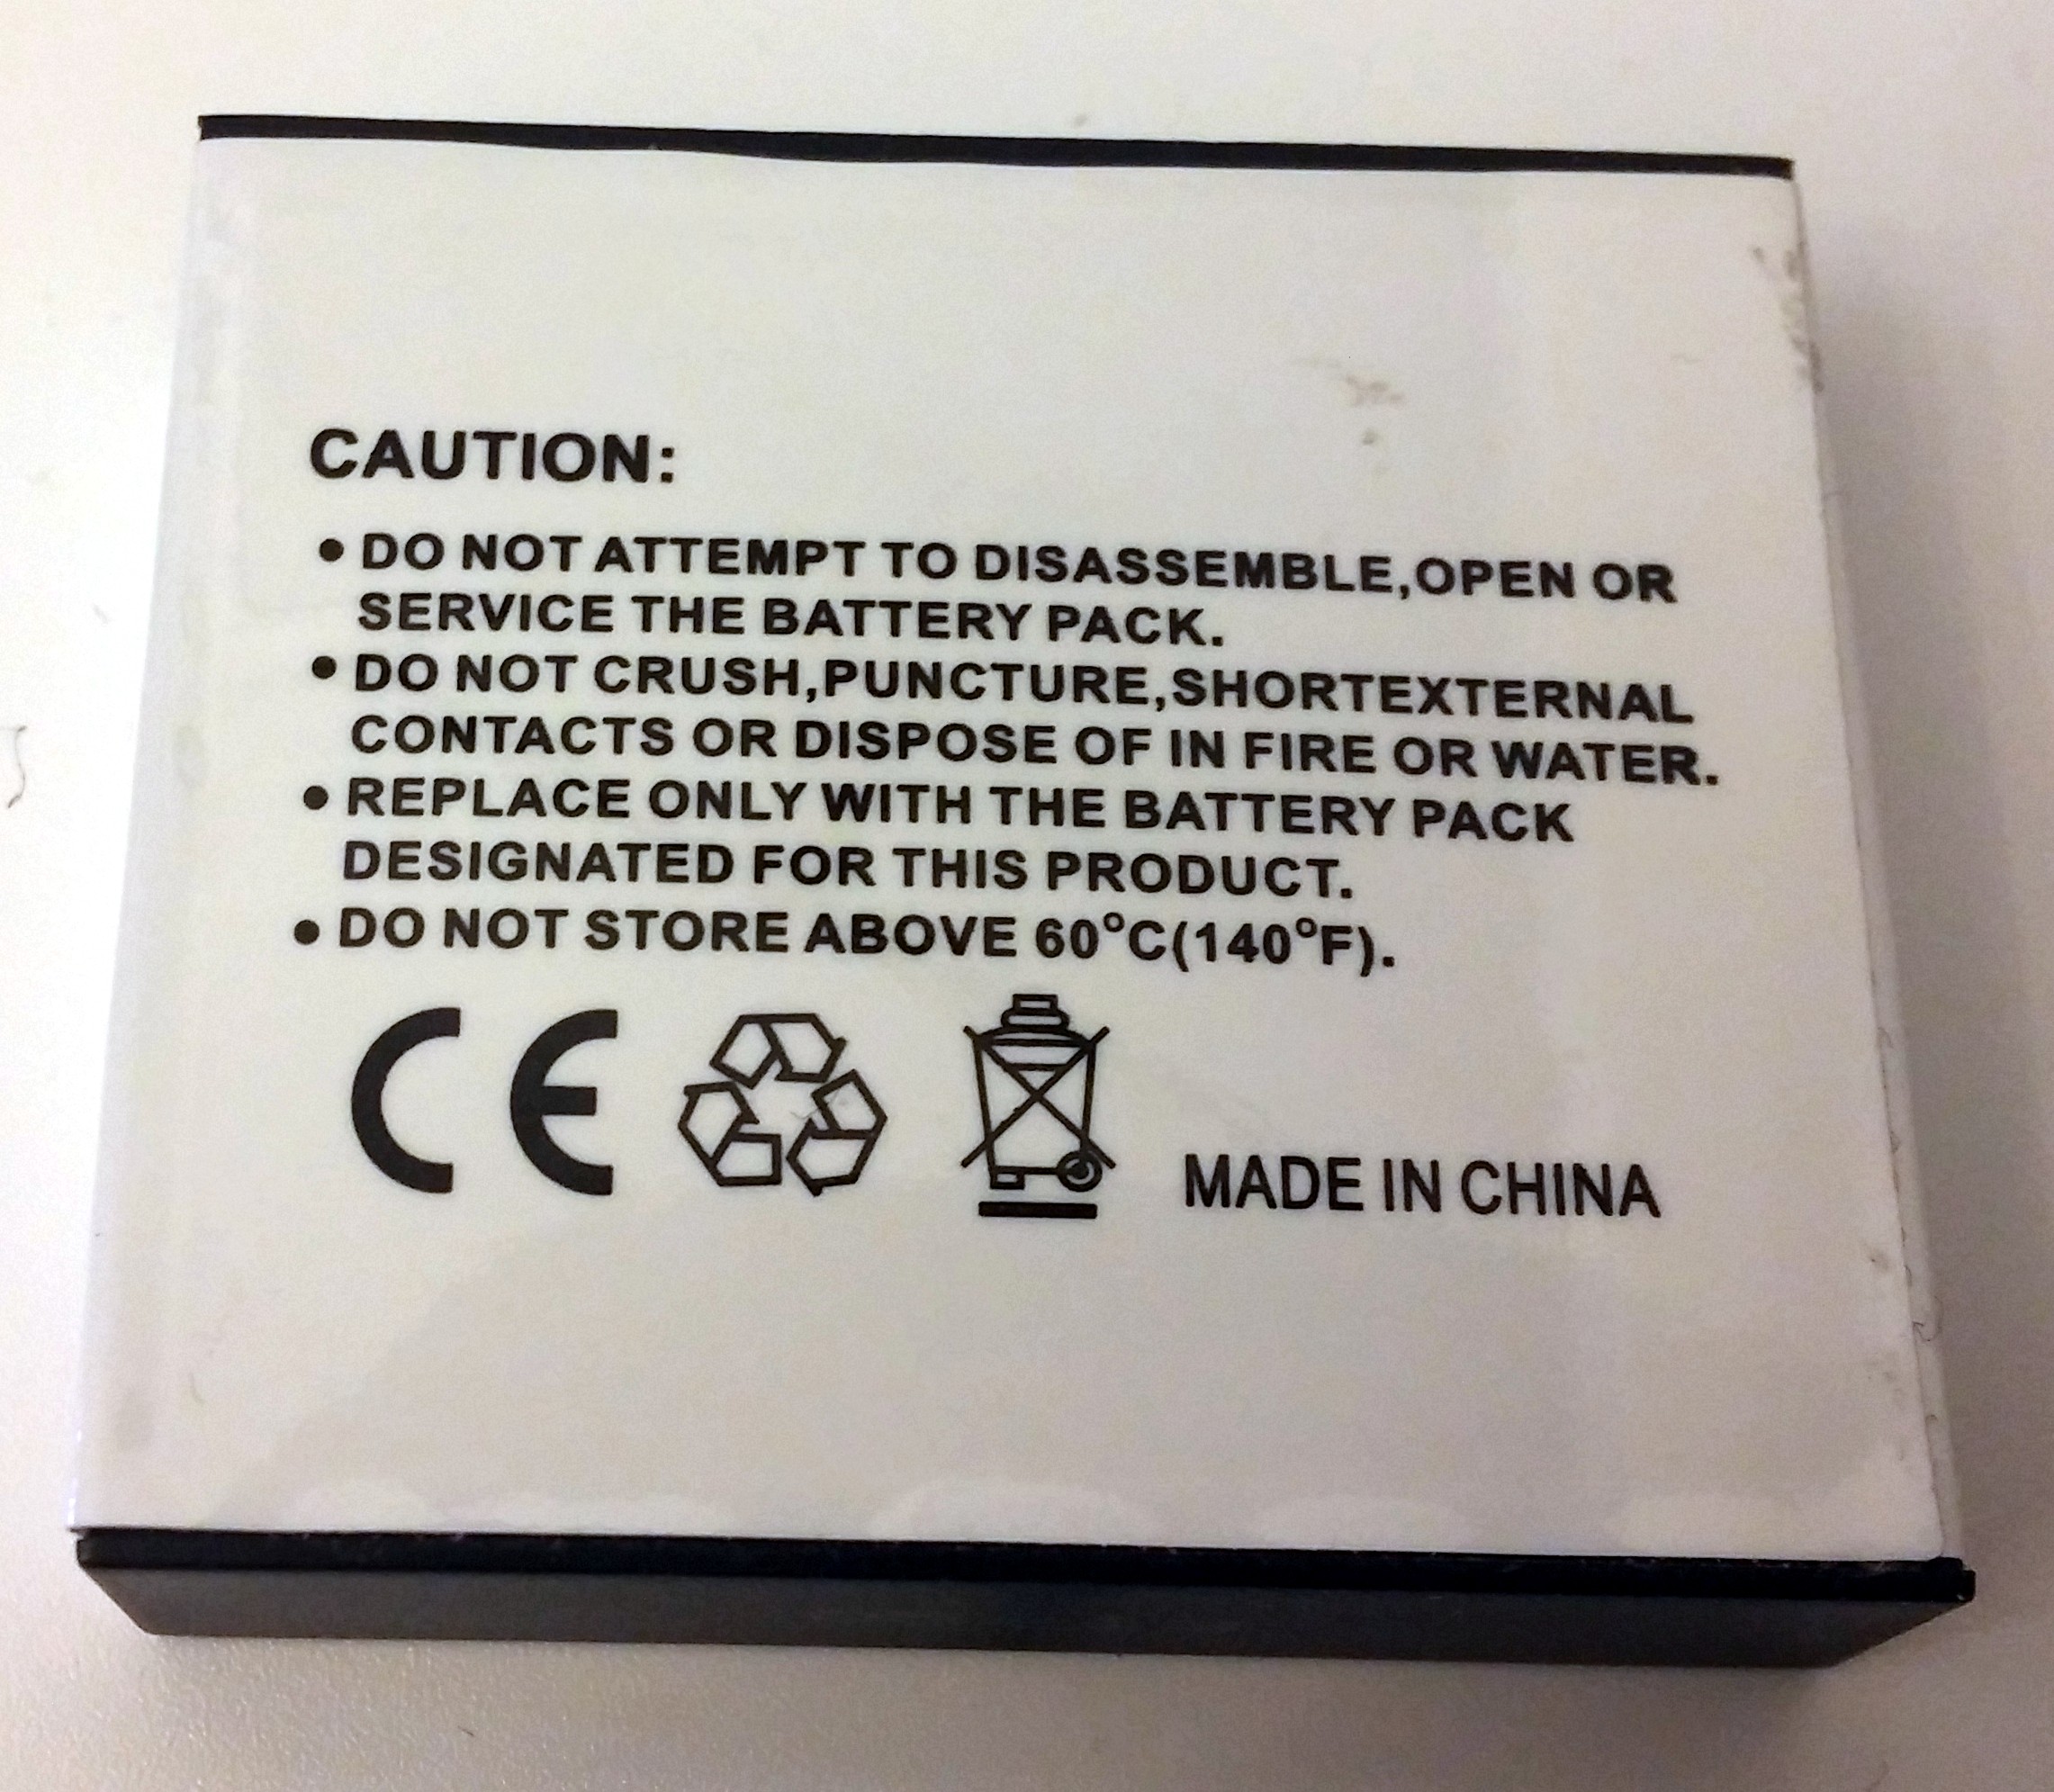 CAUTION:
• DO NOT ATTEMPT TO DISASSEMBLE,OPEN OR
SERVICE THE BATTERY PACK.
• DO NOT CRUSH,PUNCTURE,SHORTEXTERNAL
CONTACTS OR DISPOSE OF IN FIRE OR WATER.
• REPLACE ONLY WITH THE BATTERY PACK
DESIGNATED FOR THIS PRODUCT.
• DO NOT STORE ABOVE 60°C(140°F).
CE
MADE IN CHINA